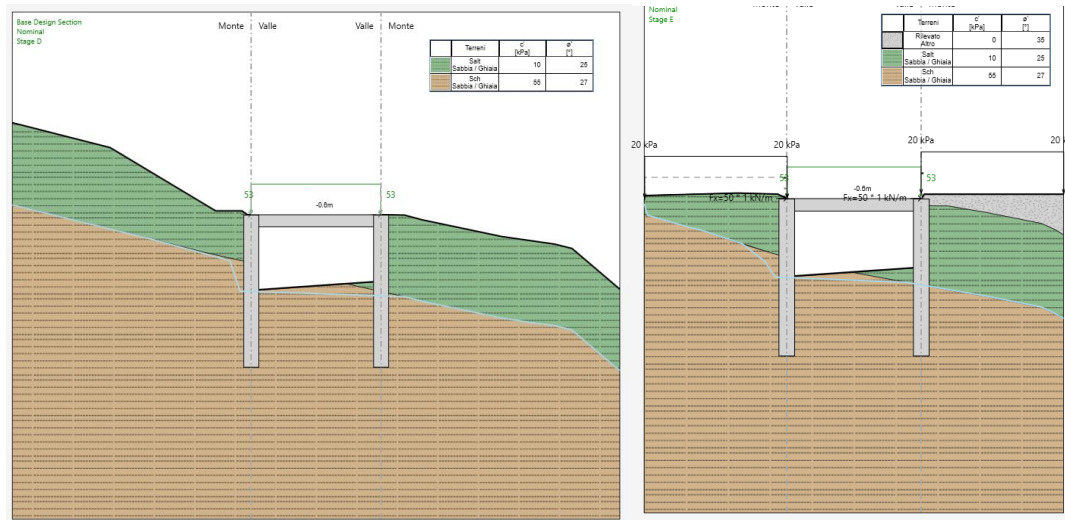 Base Design Section
Nominal
Stage D
Monte Valle
Valle Monte
Terreni c' [kPa] ø' [°]
Salt
Sabbia / Ghiaia 10 25
Sch
Sabbia / Ghiaia 55 27
53
53
-0.6m
Nominal
Stage E
Terreni c' [kPa] ø' [°]
Rilevato
Altro 0 35
Salt
Sabbia / Ghiaia 10 25
Sch
Sabbia / Ghiaia 55 27
20 kPa
20 kPa
20 kPa
20
53
-0.6m
Fx=50 * 1 kN/m
Fx=50 * 1 kN/m